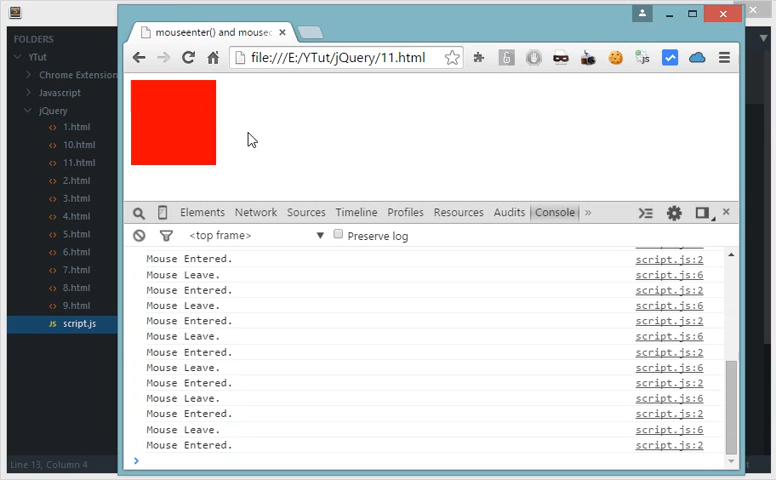 mouseenter() and mousec
file:///E:/YTut/jQuery/11.html
FOLDERS
YTut
Chrome Extension
Javascript
jQuery
1.html
10.html
11.html
2.html
3.html
4.html
5.html
6.html
7.html
8.html
9.html
JS script.js
Elements Network Sources Timeline Profiles Resources Audits Console »
<top frame> Preserve log
Mouse Entered. script.js:2
Mouse Leave. script.js:6
Mouse Entered. script.js:2
Mouse Leave. script.js:6
Mouse Entered. script.js:2
Mouse Leave. script.js:6
Mouse Entered. script.js:2
Mouse Leave. script.js:6
Mouse Entered. script.js:2
Mouse Leave. script.js:6
Mouse Entered. script.js:2
Mouse Leave. script.js:6
Mouse Entered. script.js:2
Line 13, Column 4